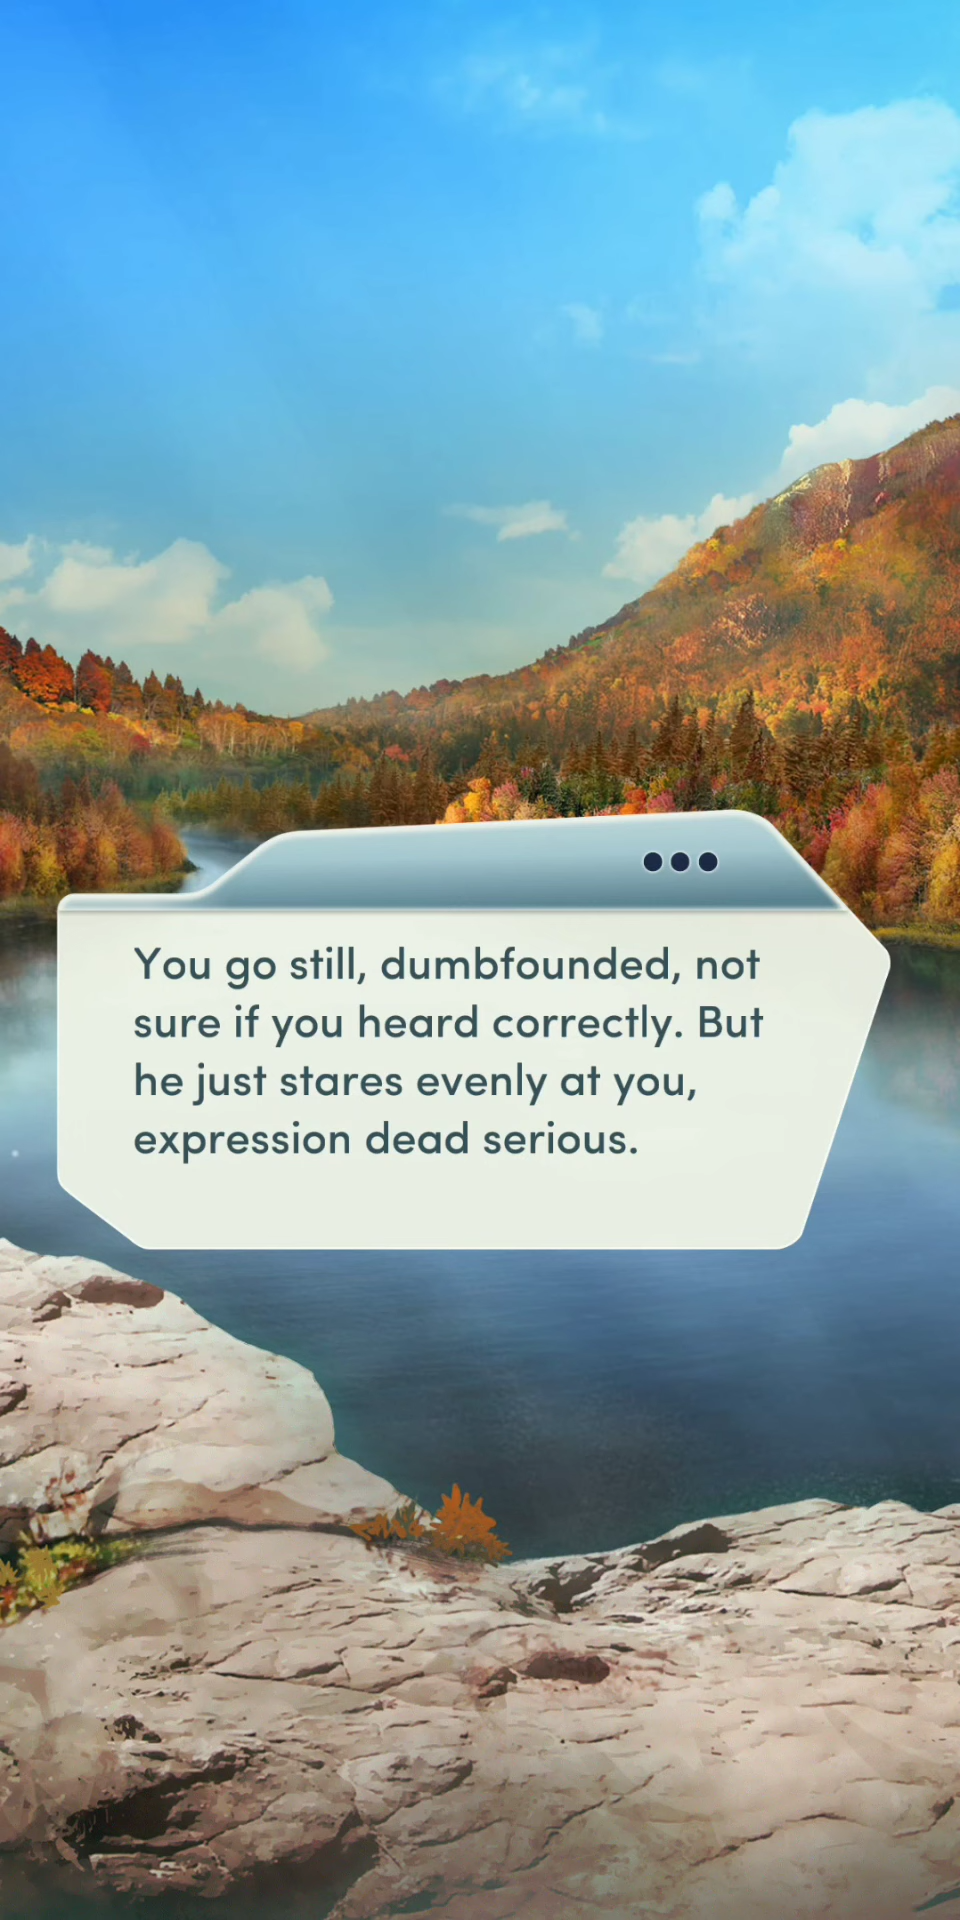 You go still, dumbfounded, not
sure if you heard correctly. But
he just stares evenly at you,
expression dead serious.